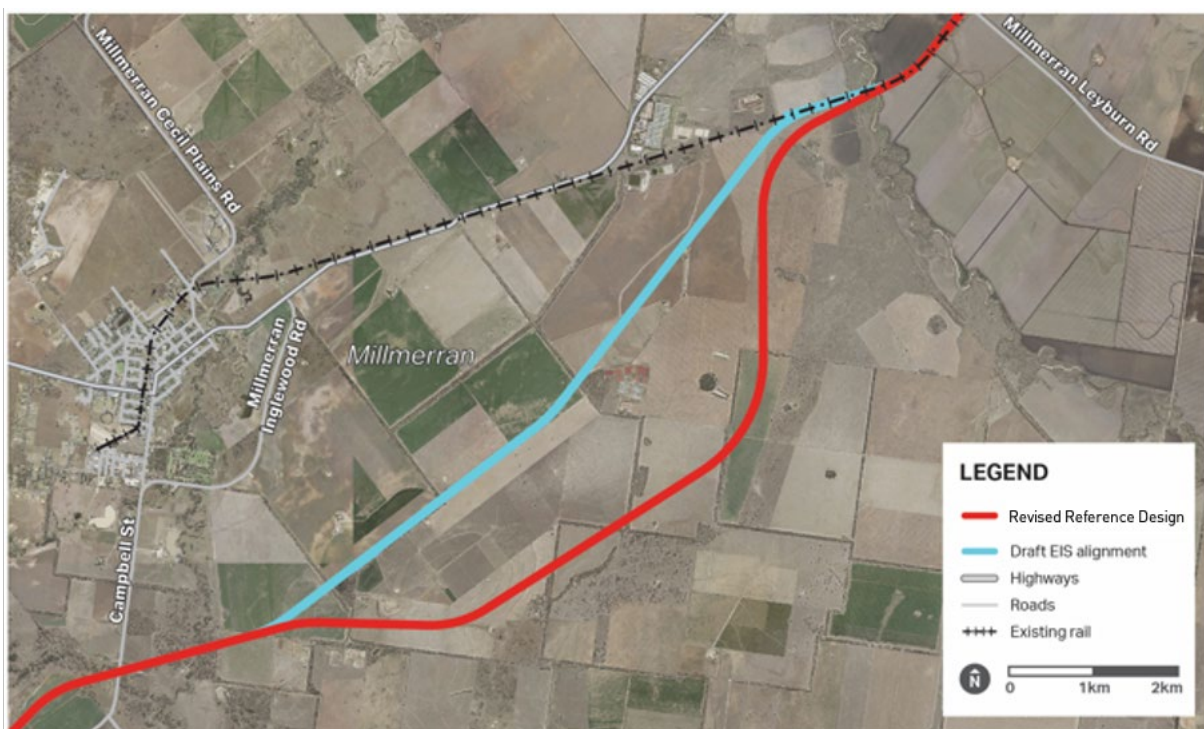 Millmerran Cecil Plains Rd
Millmerran Leyburn Rd
Millmerran
Inglewood Rd
Millmerran
Campbell St
LEGEND
Revised Reference Design
Draft EIS alignment
Highways
Roads
Existing rail
N
0 1km 2km